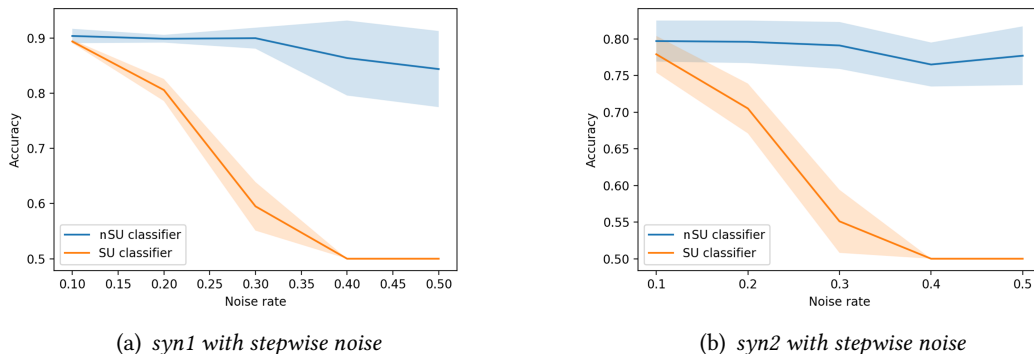 0.9
0.8
0.7
0.6
0.5
Accuracy
nSU classifier
SU classifier
0.10 0.15 0.20 0.25 0.30 0.35 0.40 0.45 0.50
Noise rate
(a) syn1 with stepwise noise
0.80
0.75
0.70
0.65
0.60
0.55
0.50
Accuracy
nSU classifier
SU classifier
0.1 0.2 0.3 0.4 0.5
Noise rate
(b) syn2 with stepwise noise